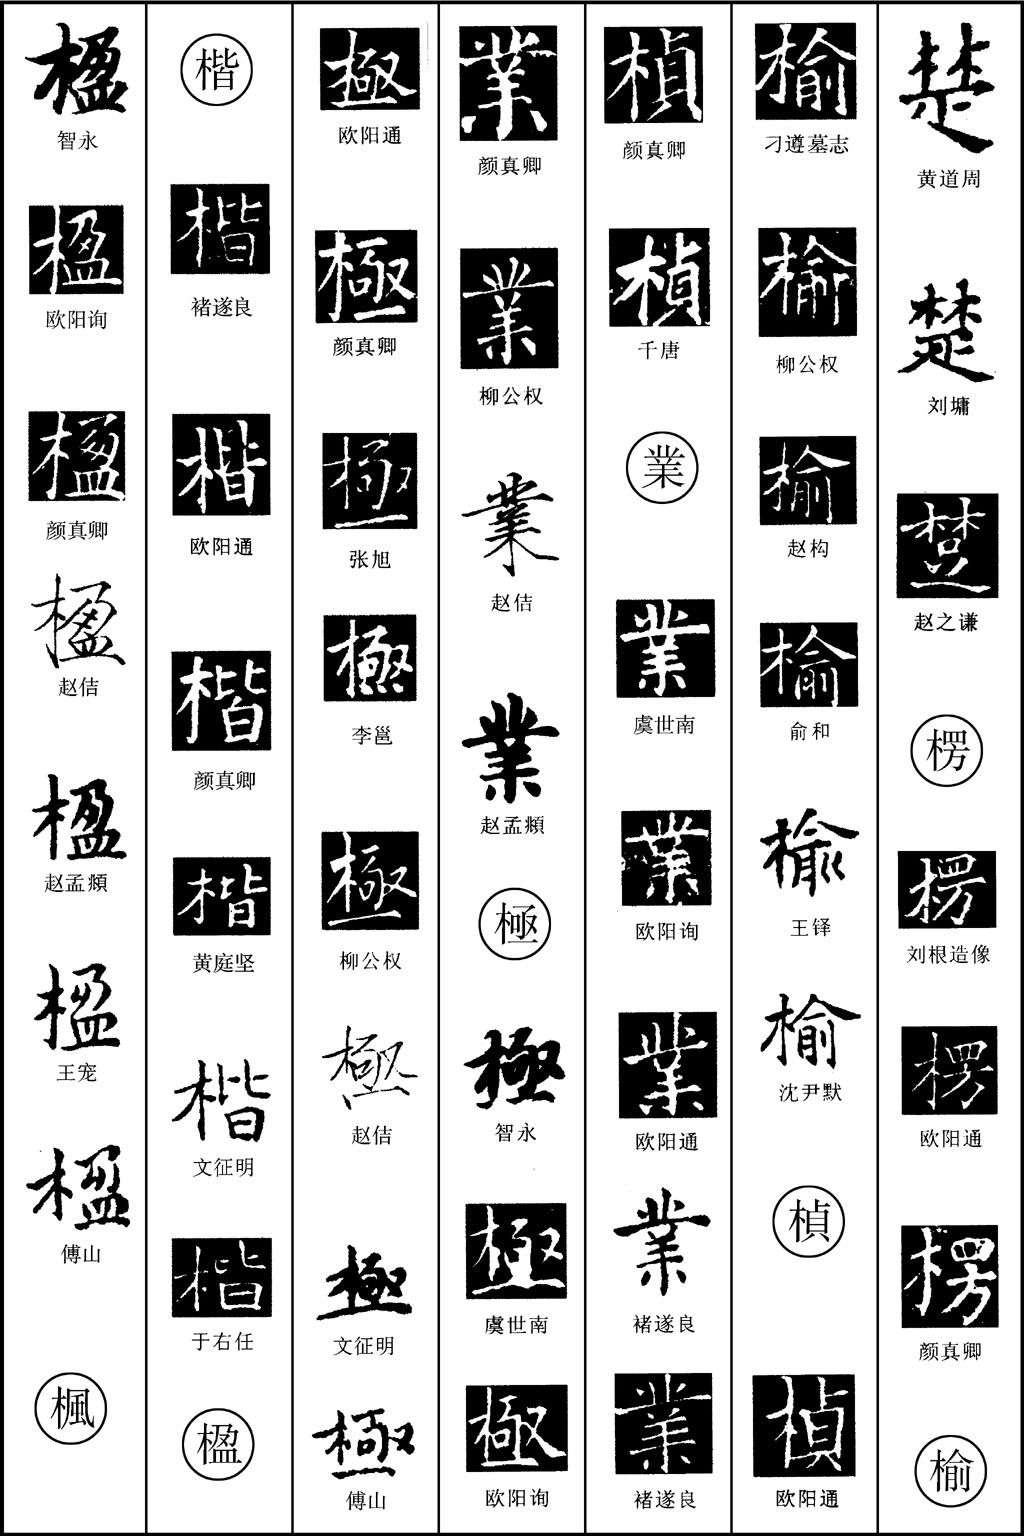 楚
黄道周
楚
刘墉
楚
赵之谦
楞
楞
刘根造像
楞
欧阳通
楞
颜真卿
榆
榆
刁遵墓志
榆
柳公权
榆
赵构
榆
俞和
榆
王铎
榆
沈尹默
楨
楨
欧阳通
楨
颜真卿
楨
千唐
業
業
虞世南
業
欧阳询
業
欧阳通
業
褚遂良
業
褚遂良
業
颜真卿
業
柳公权
業
赵佶
業
赵孟頫
極
極
智永
極
虞世南
極
欧阳询
極
欧阳通
極
颜真卿
極
张旭
極
李邕
極
柳公权
極
赵佶
極
文征明
極
傅山
楷
楷
褚遂良
楷
欧阳通
楷
颜真卿
楷
黄庭坚
楷
文征明
楷
于右任
楹
楹
智永
楹
欧阳询
楹
颜真卿
楹
赵佶
楹
赵孟頫
楹
王宠
楹
傅山
楓